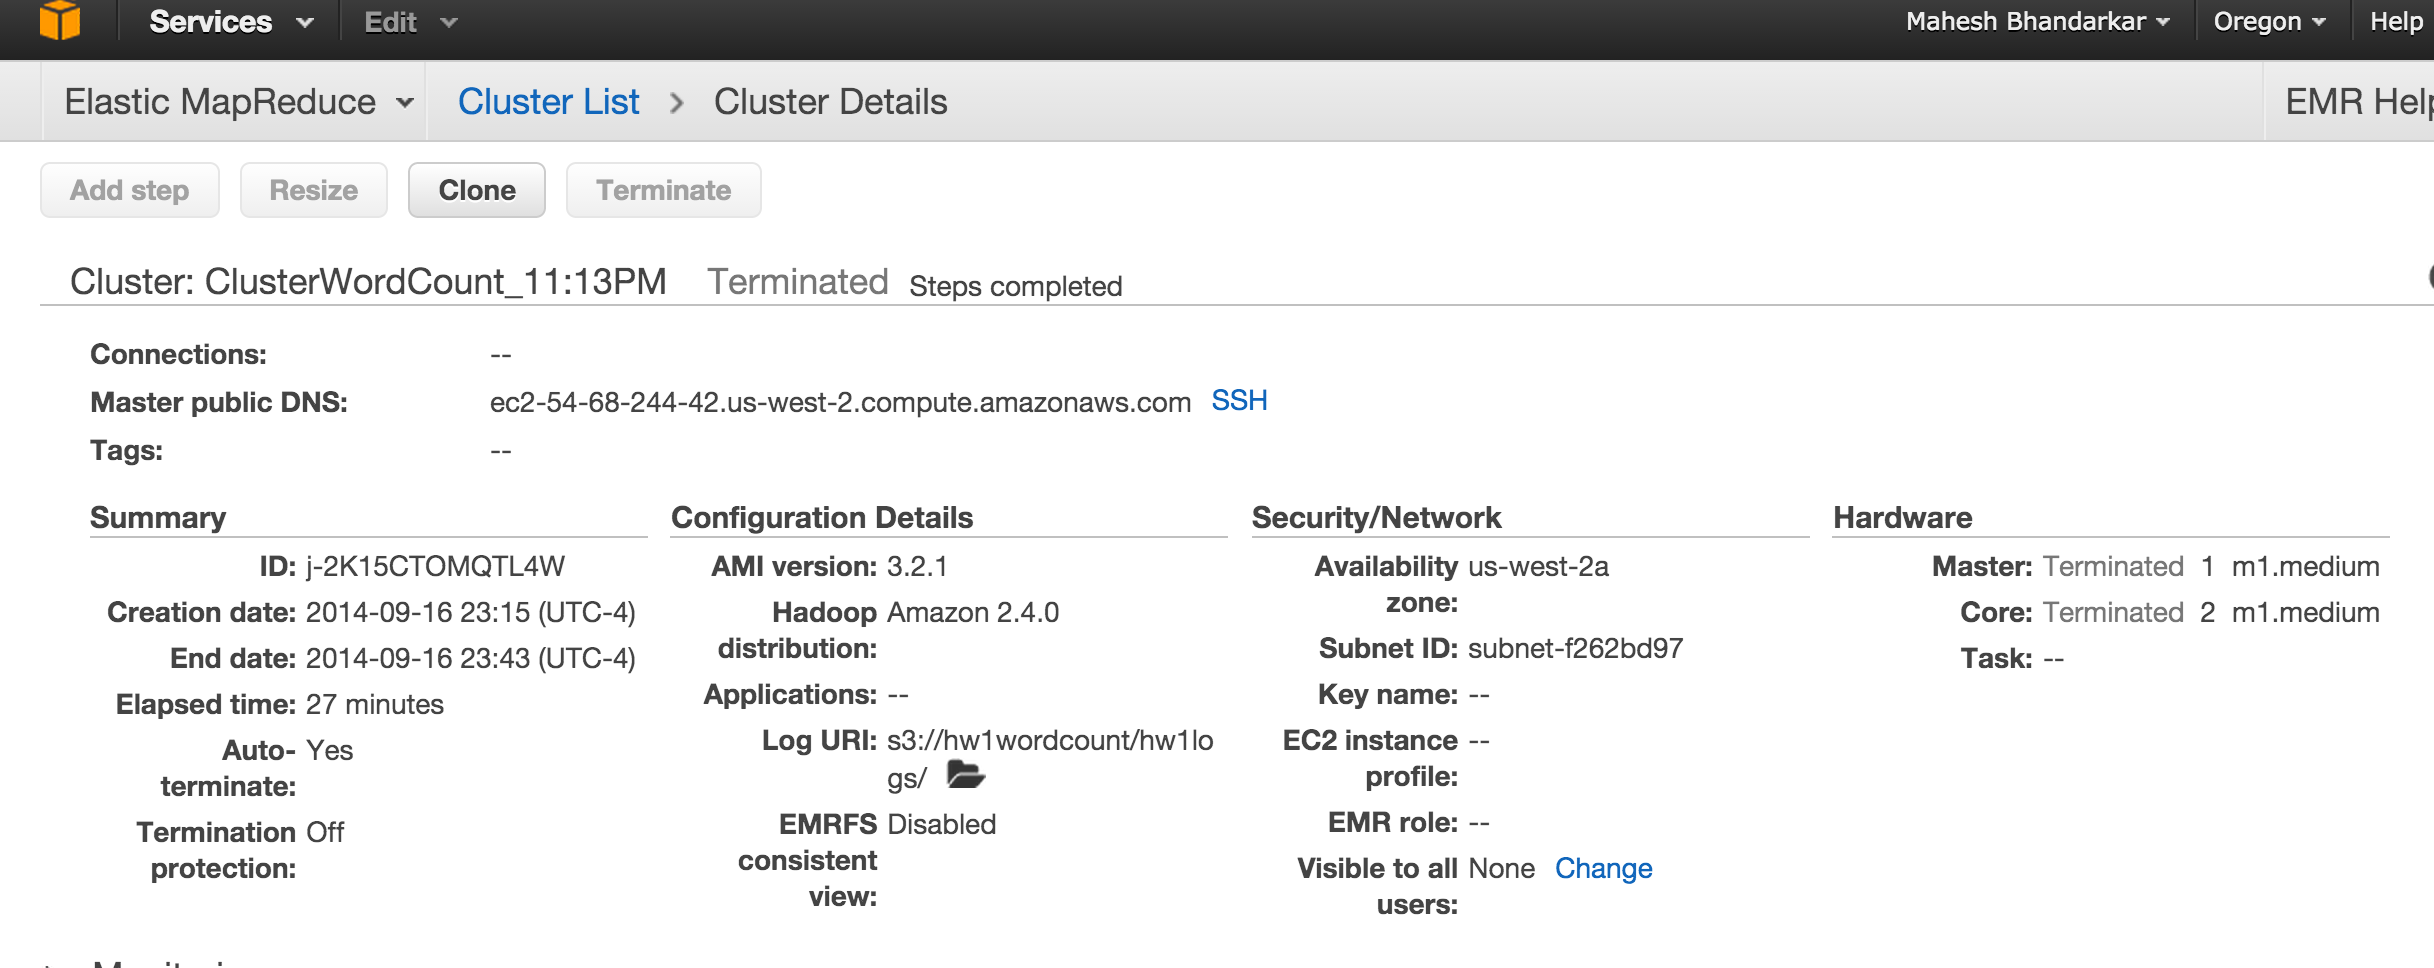 Services Edit Mahesh Bhandarkar Oregon Help
Elastic MapReduce Cluster List > Cluster Details EMR Help
Add step Resize Clone Terminate
Cluster: ClusterWordCount_11:13PM Terminated Steps completed
Connections: --
Master public DNS: ec2-54-68-244-42.us-west-2.compute.amazonaws.com SSH
Tags: --
Summary
ID: j-2K15CTOMQTL4W
Creation date: 2014-09-16 23:15 (UTC-4)
End date: 2014-09-16 23:43 (UTC-4)
Elapsed time: 27 minutes
Auto- Yes
terminate:
Termination Off
protection:
Configuration Details
AMI version: 3.2.1
Hadoop Amazon 2.4.0
distribution:
Applications: --
Log URI: s3://hw1wordcount/hw1lo
gs/
EMRFS Disabled
consistent
view:
Security/Network
Availability us-west-2a
zone:
Subnet ID: subnet-f262bd97
Key name: --
EC2 instance --
profile:
EMR role: --
Visible to all None Change
users:
Hardware
Master: Terminated 1 m1.medium
Core: Terminated 2 m1.medium
Task: --